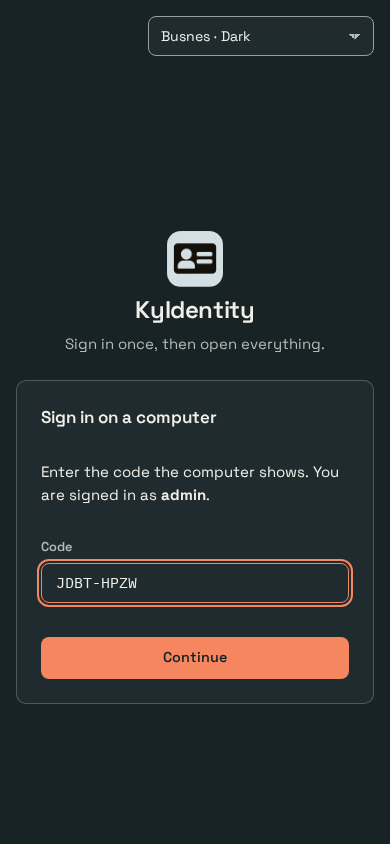 Busnes · Dark
KyIdentity
Sign in once, then open everything.
Sign in on a computer
Enter the code the computer shows. You
are signed in as admin.
Code
JDBT-HPZW
Continue